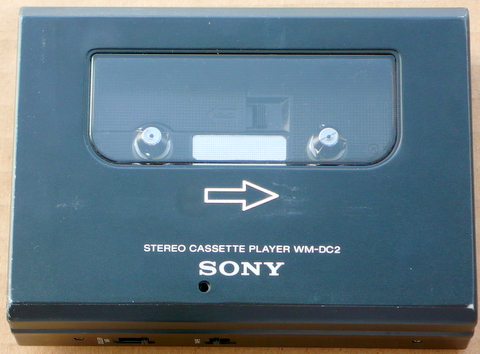 STEREO CASSETTE PLAYER WM-DC2
SONY